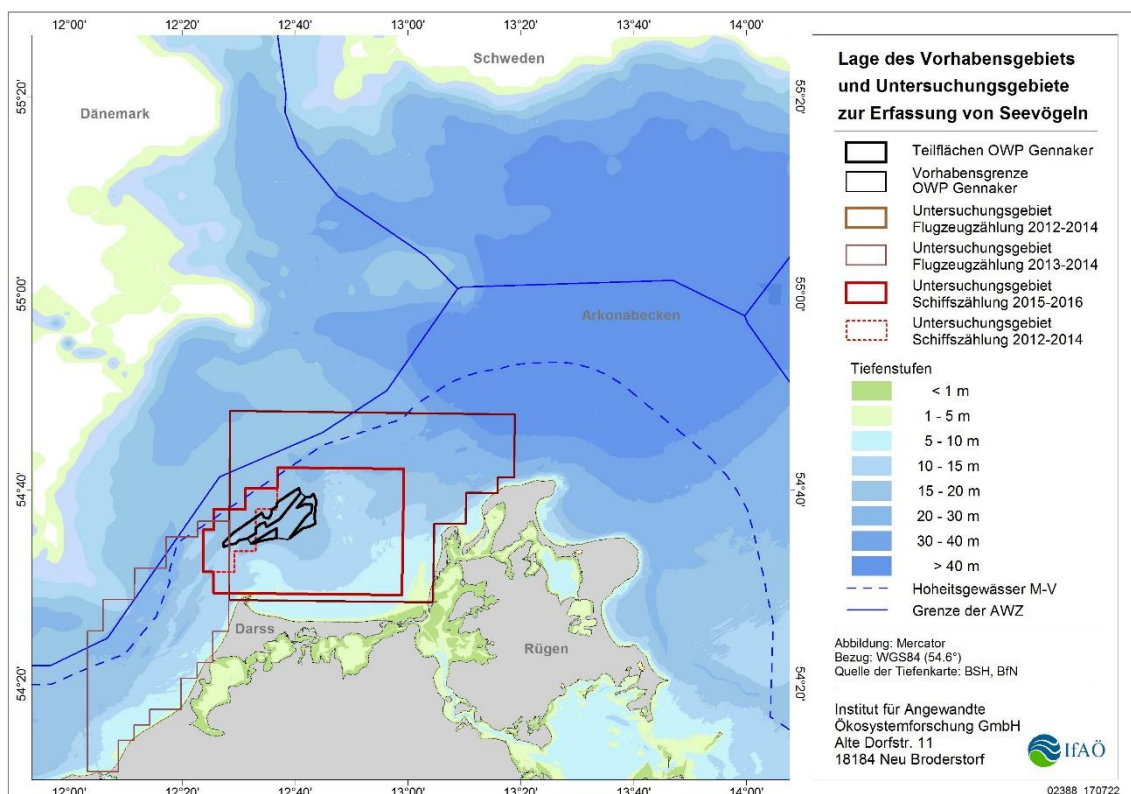 12°00'
12°20'
12°40'
13°00'
13°20'
13°40'
14°00'
55°20'
55°00'
54°40'
54°20'
Schweden
Dänemark
Arkonabecken
Darss
Rügen
55°20'
55°00'
54°40'
54°20'
12°00'
12°20'
12°40'
13°00'
13°20'
13°40'
14°00'
Lage des Vorhabensgebiets
und Untersuchungsgebiete
zur Erfassung von Seevögeln
Teilflächen OWP Gennaker
Vorhabensgrenze
OWP Gennaker
Untersuchungsgebiet
Flugzeugzählung 2012-2014
Untersuchungsgebiet
Flugzeugzählung 2013-2014
Untersuchungsgebiet
Schiffszählung 2015-2016
Untersuchungsgebiet
Schiffszählung 2012-2014
Tiefenstufen
< 1 m
1 - 5 m
5 - 10 m
10 - 15 m
15 - 20 m
20 - 30 m
30 - 40 m
> 40 m
Hoheitsgewässer M-V
Grenze der AWZ
Abbildung: Mercator
Bezug: WGS84 (54.6°)
Quelle der Tiefenkarte: BSH, BfN
Institut für Angewandte
Ökosystemforschung GmbH
Alte Dorfstr. 11
18184 Neu Broderstorf
IfAÖ
02388_170722